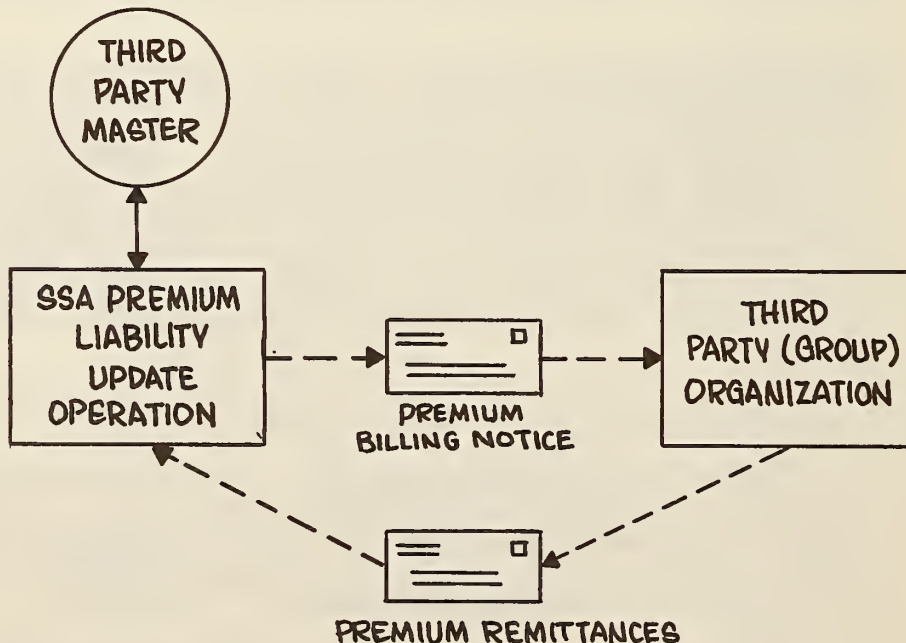 THIRD
PARTY
MASTER
SSA PREMIUM
LIABILITY
UPDATE
OPERATION
PREMIUM
BILLING NOTICE
THIRD
PARTY (GROUP)
ORGANIZATION
PREMIUM REMITTANCES